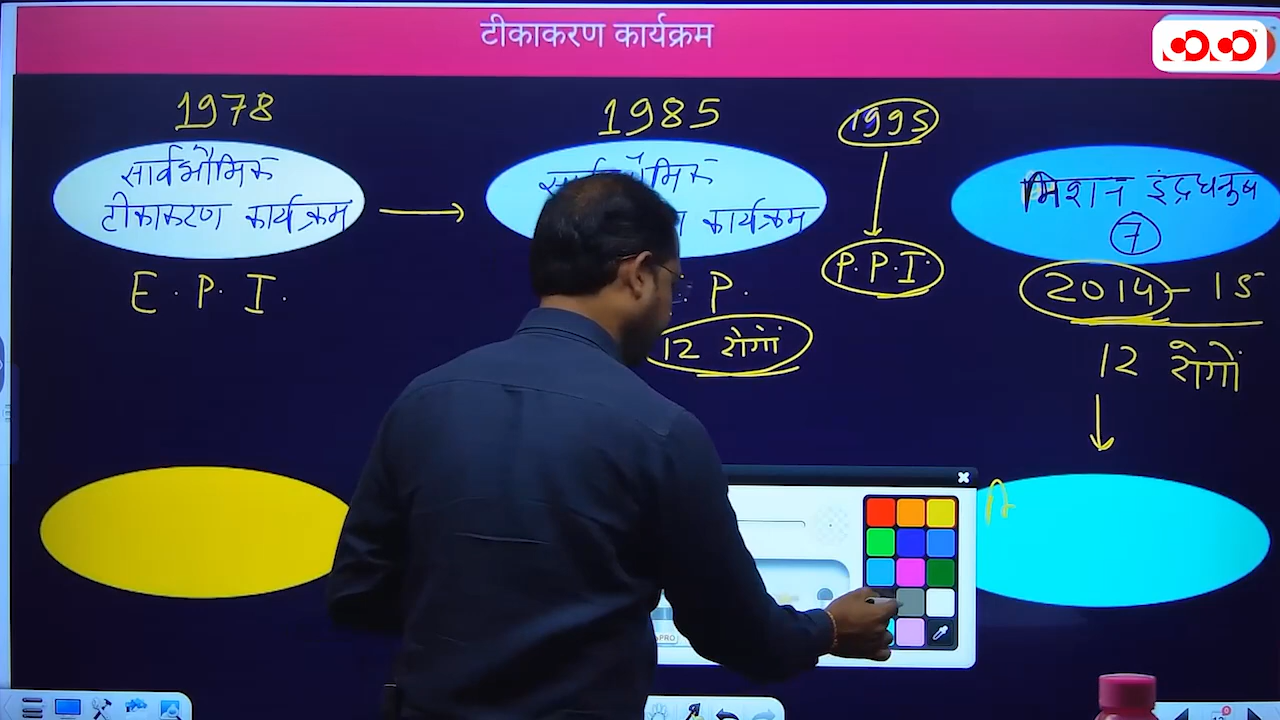 टीकाकरण कार्यक्रम
1978
सार्वभौमिक
टीकाकरण कार्यक्रम
E. P. I.
1985
कार्यक्रम
. P.
12 रोगों
1995
P. P. I.
मिशन इंद्रधनुष
7
2014 - 15
12 रोगों
PRO